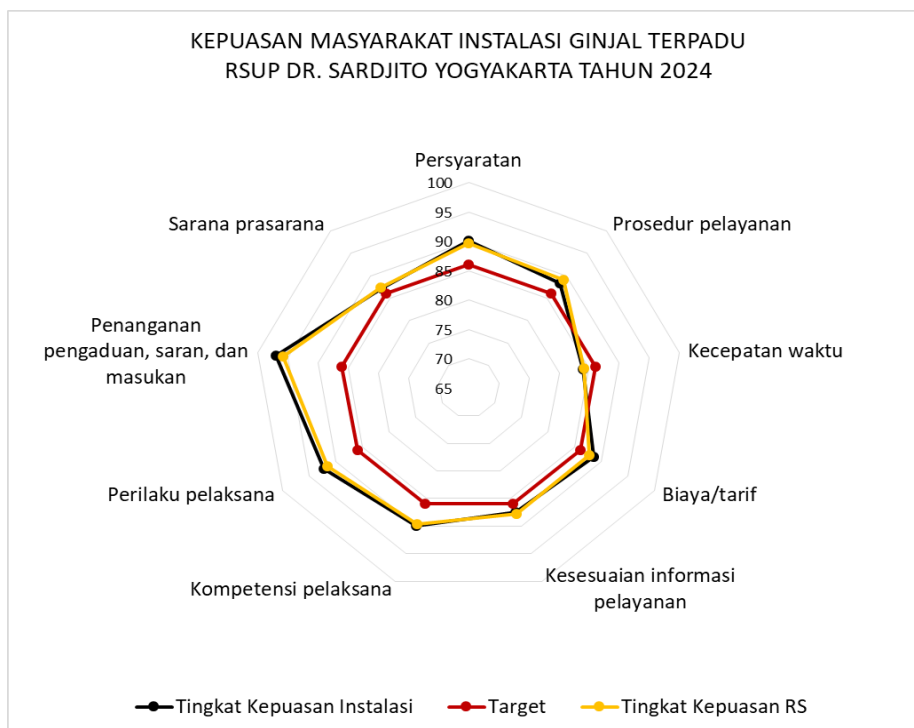 KEPUASAN MASYARAKAT INSTALASI GINJAL TERPADU
RSUP DR. SARDJITO YOGYAKARTA TAHUN 2024
Persyaratan
100
95
90
85
80
75
70
65
Prosedur pelayanan
Kecepatan waktu
Biaya/tarif
Kesesuaian informasi
pelayanan
Kompetensi pelaksana
Perilaku pelaksana
Penanganan
pengaduan, saran, dan
masukan
Sarana prasarana
Tingkat Kepuasan Instalasi
Target
Tingkat Kepuasan RS